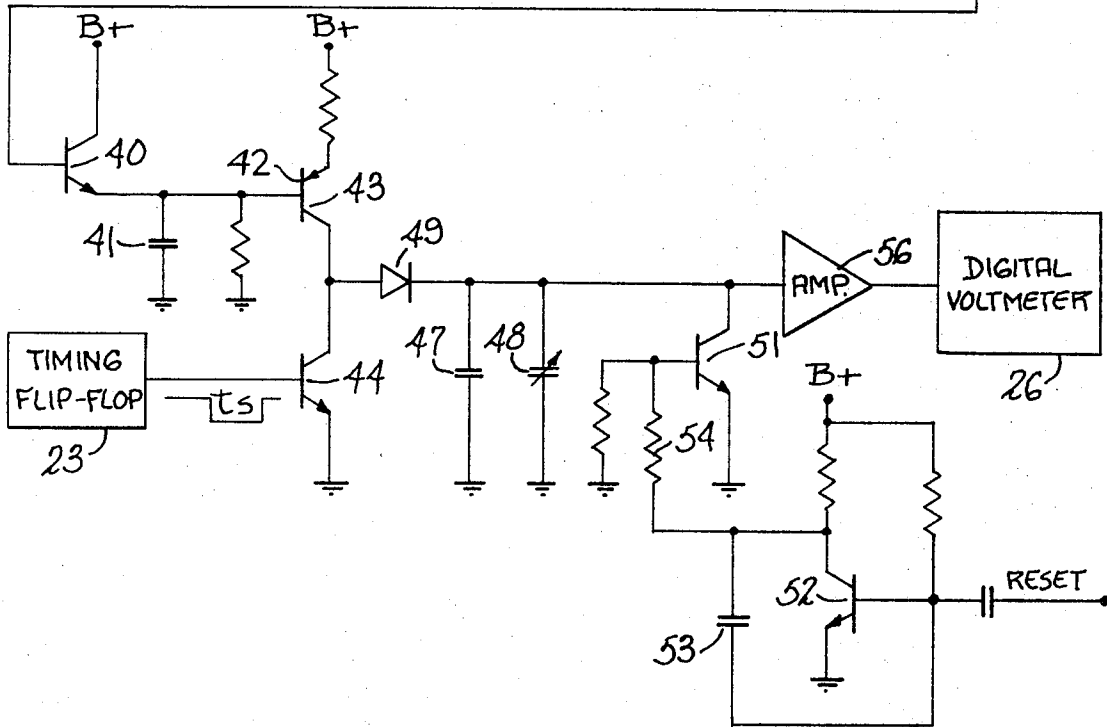 B+
B+
40
42
43
41
49
56
AMP.
DIGITAL
VOLTMETER
47
48
51
26
TIMING
FLIP-FLOP
ts
44
23
B+
54
52
RESET
53